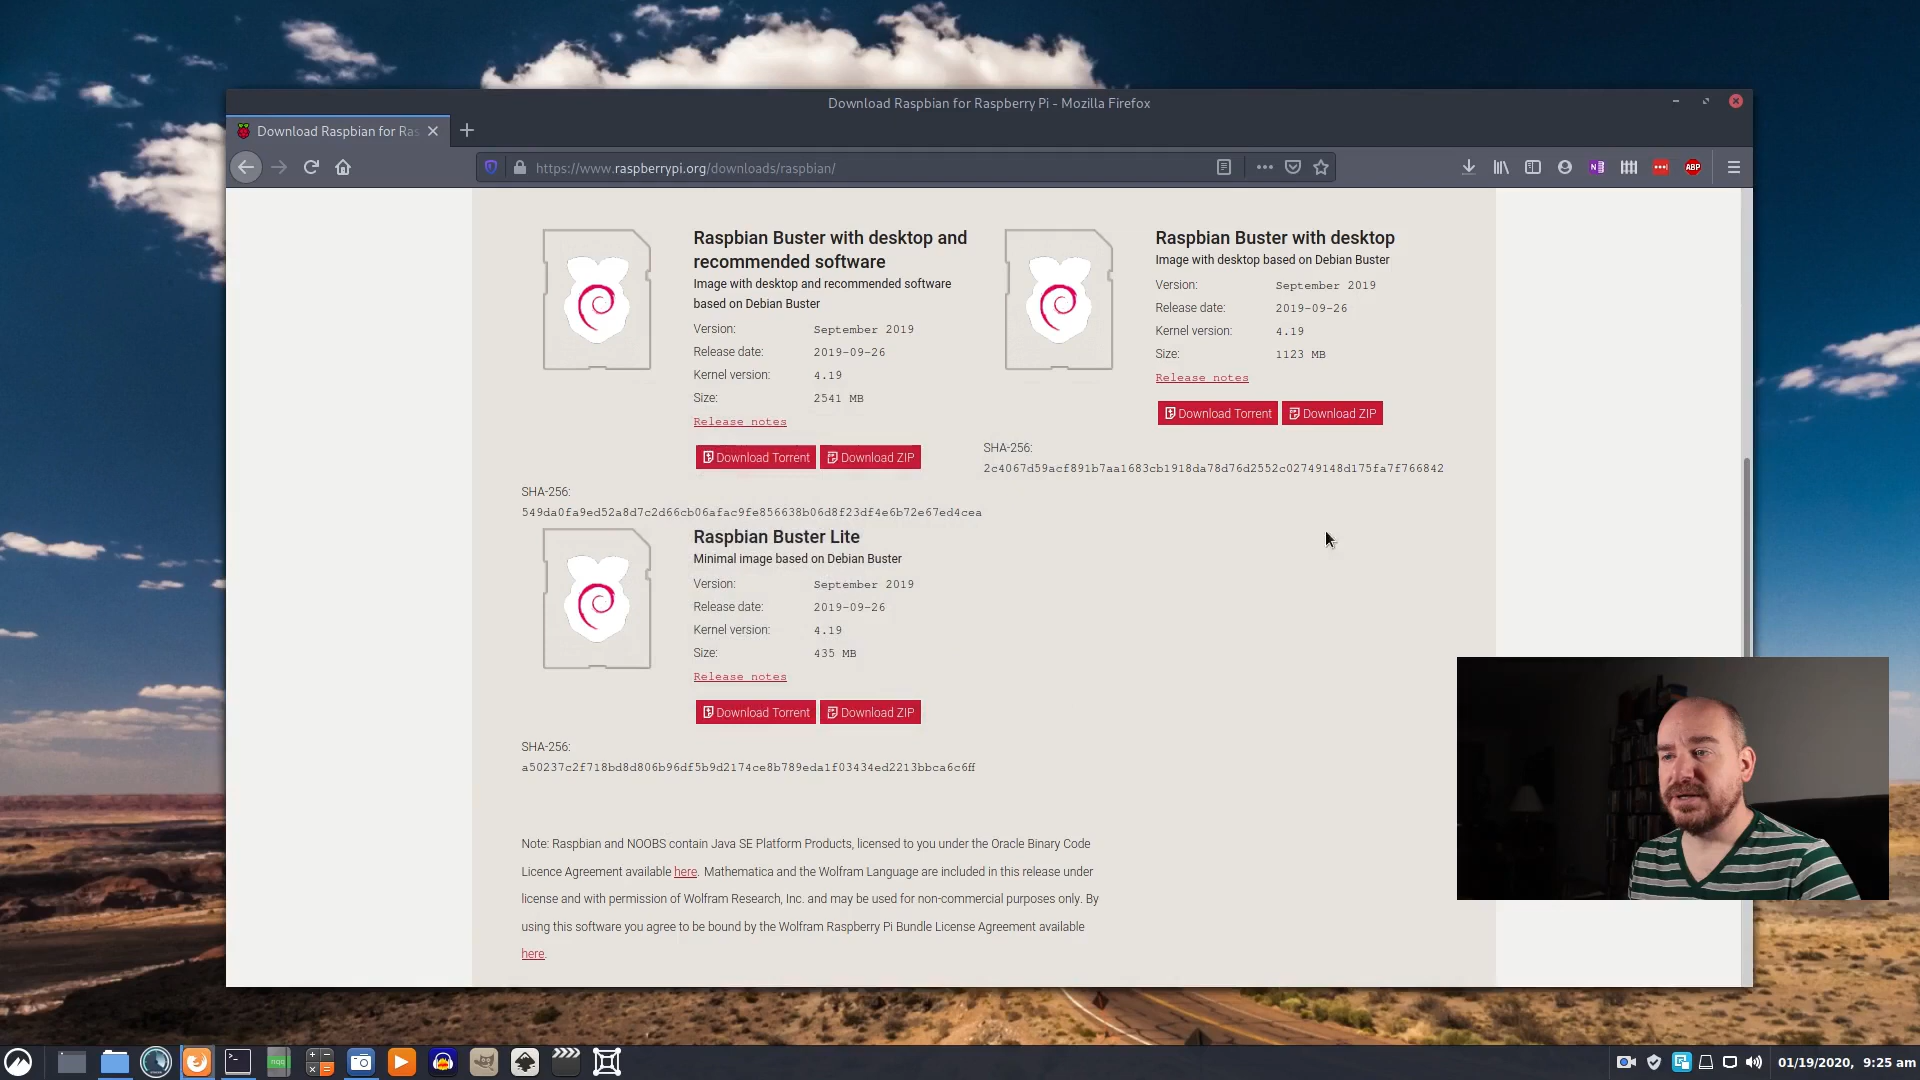 Download Raspbian for Raspberry Pi - Mozilla Firefox
Download Raspbian for Ras
https://www.raspberrypi.org/downloads/raspbian/
N
ABP
Raspbian Buster with desktop and
recommended software
Image with desktop and recommended software
based on Debian Buster
Version: September 2019
Release date: 2019-09-26
Kernel version: 4.19
Size: 2541 MB
Release notes
Download Torrent Download ZIP
SHA-256:
549da0fa9ed52a8d7c2d66cb06afac9fe856638b06d8f23df4e6b72e67ed4cea
Raspbian Buster with desktop
Image with desktop based on Debian Buster
Version: September 2019
Release date: 2019-09-26
Kernel version: 4.19
Size: 1123 MB
Release notes
Download Torrent Download ZIP
SHA-256:
2c4067d59acf891b7aa1683cb1918da78d76d2552c02749148d175fa7f766842
Raspbian Buster Lite
Minimal image based on Debian Buster
Version: September 2019
Release date: 2019-09-26
Kernel version: 4.19
Size: 435 MB
Release notes
Download Torrent Download ZIP
SHA-256:
a50237c2f718bd8d806b96df5b9d2174ce8b789eda1f03434ed2213bbca6c6ff
Note: Raspbian and NOOBS contain Java SE Platform Products, licensed to you under the Oracle Binary Code
Licence Agreement available here. Mathematica and the Wolfram Language are included in this release under
license and with permission of Wolfram Research, Inc. and may be used for non-commercial purposes only. By
using this software you agree to be bound by the Wolfram Raspberry Pi Bundle License Agreement available
here.
nqq
01/19/2020, 9:25 am